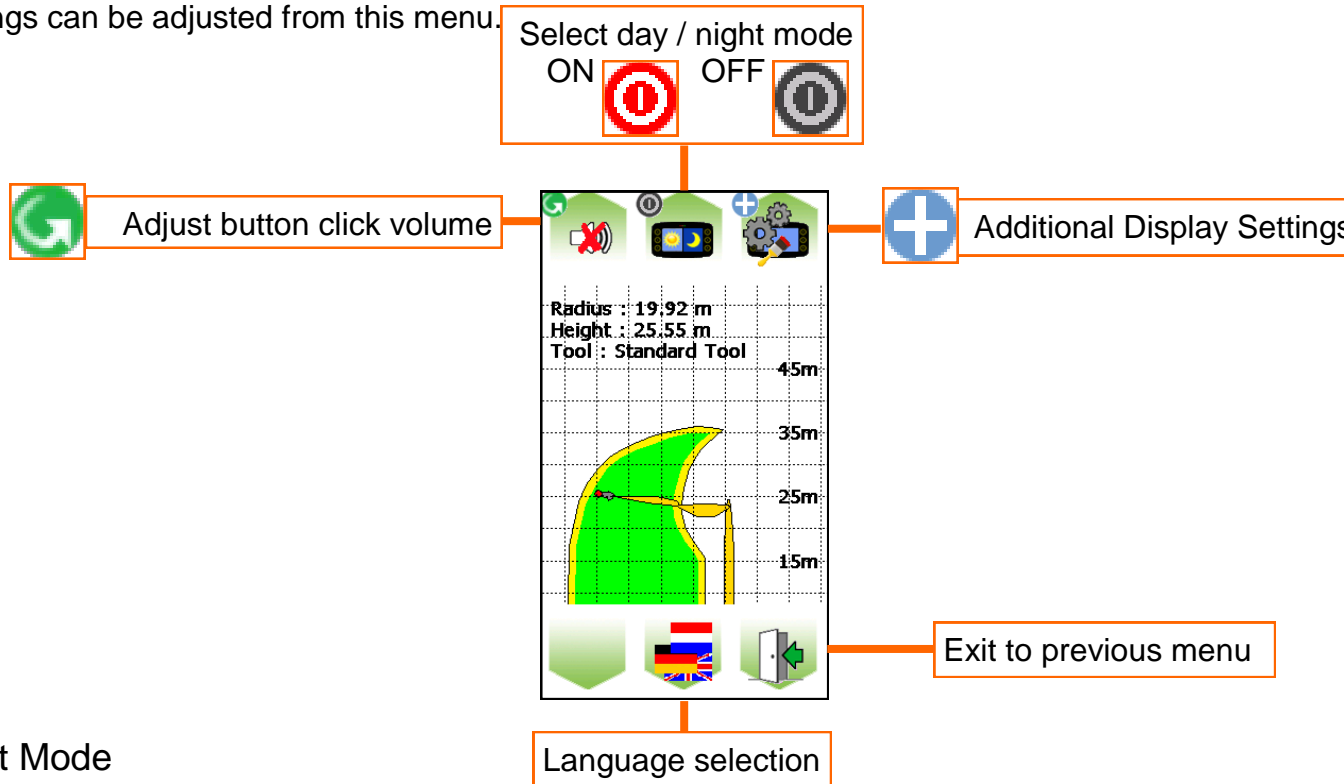 ngs can be adjusted from this menu.
Select day / night mode
ON OFF
Adjust button click volume
Additional Display Settings
Radius : 19.92 m
Height : 25.55 m
Tool : Standard Tool
45m
35m
25m
15m
Exit to previous menu
Language selection
t Mode